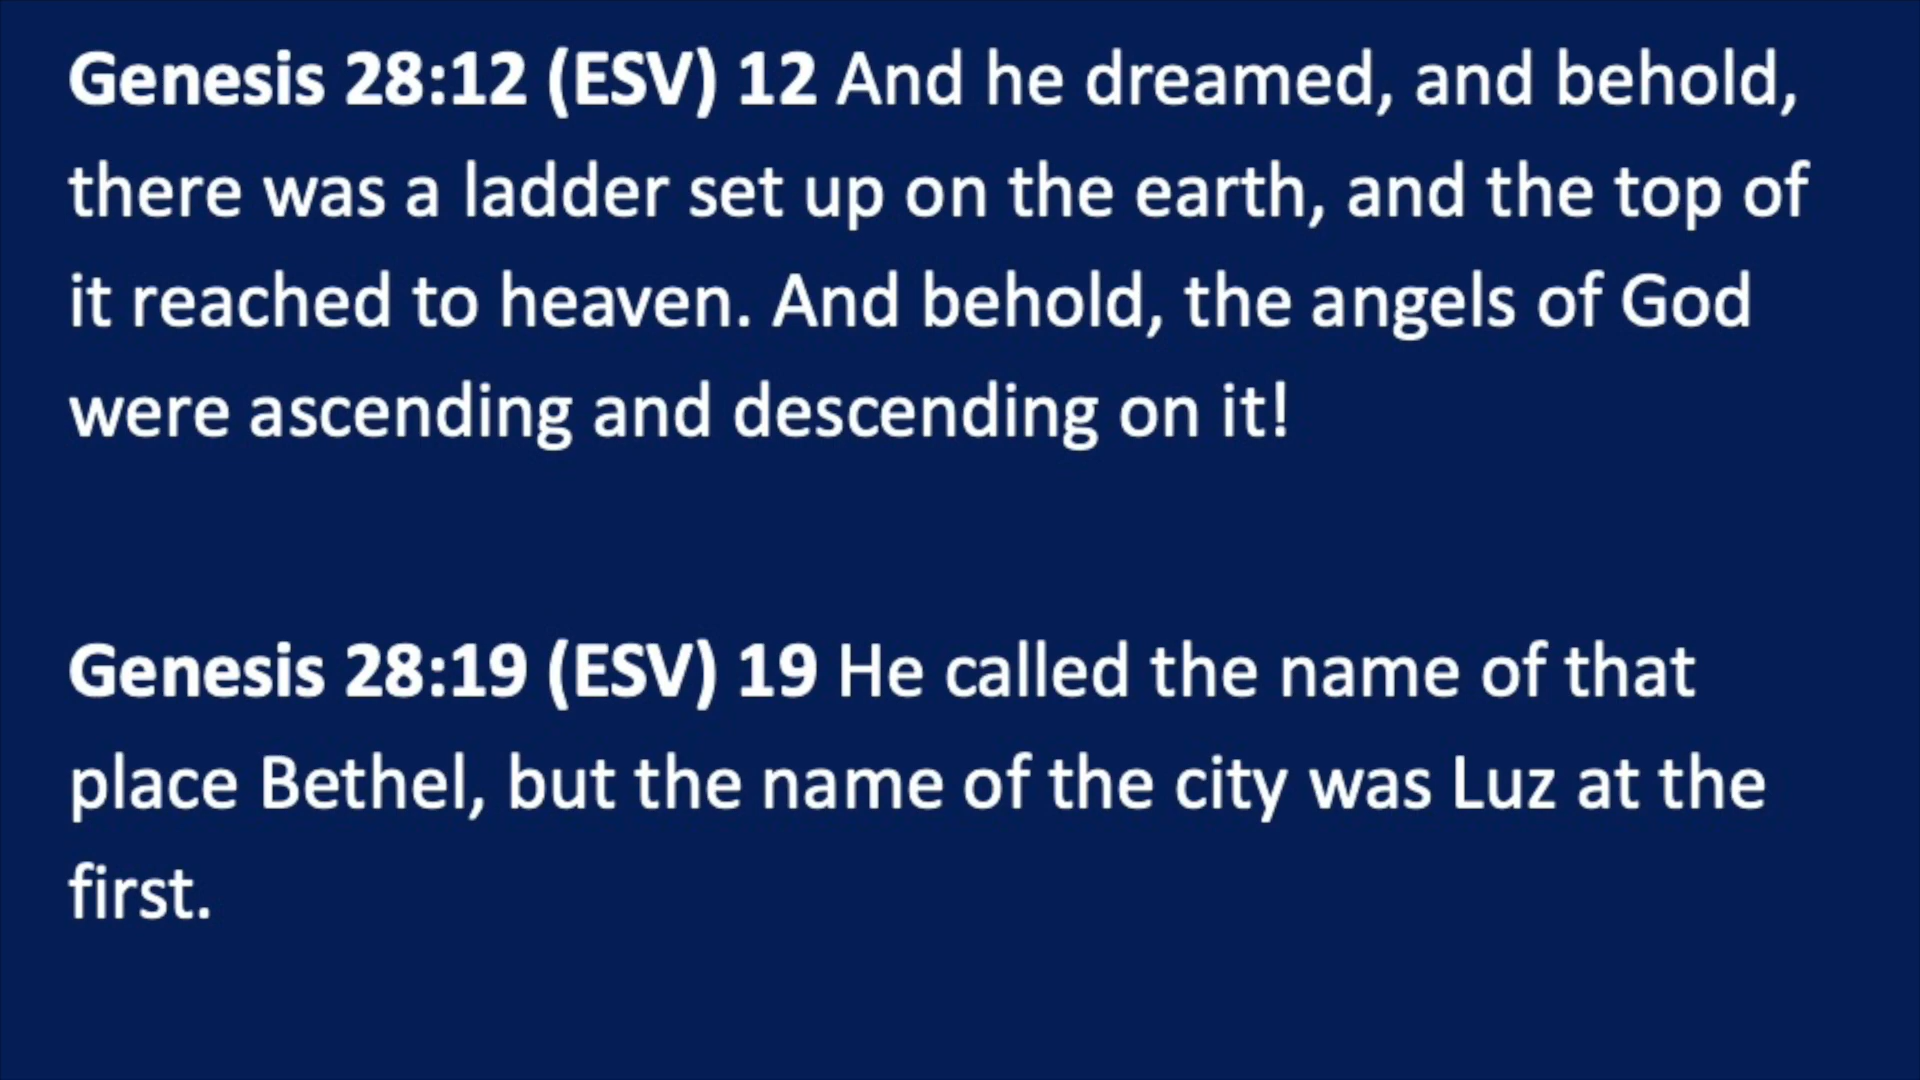 Genesis 28:12 (ESV) 12 And he dreamed, and behold,
there was a ladder set up on the earth, and the top of
it reached to heaven. And behold, the angels of God
were ascending and descending on it!
Genesis 28:19 (ESV) 19 He called the name of that
place Bethel, but the name of the city was Luz at the
first.